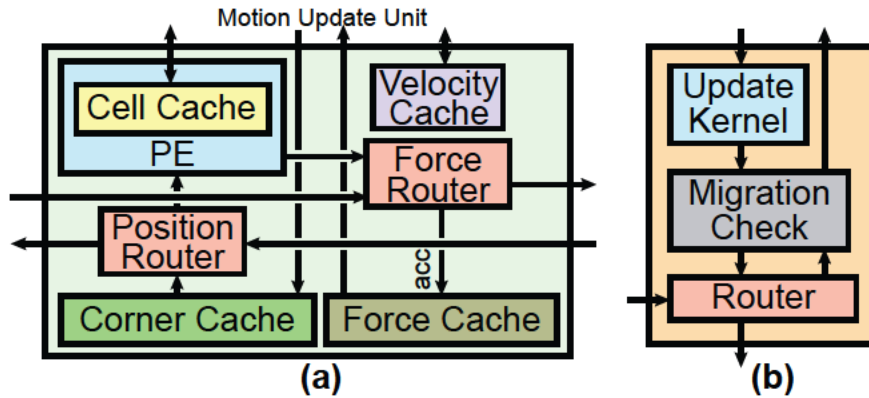 Motion Update Unit
Cell Cache
PE
Velocity
Cache
Force
Router
Position
Router
acc
Corner Cache
Force Cache
(a)
Update
Kernel
Migration
Check
Router
(b)